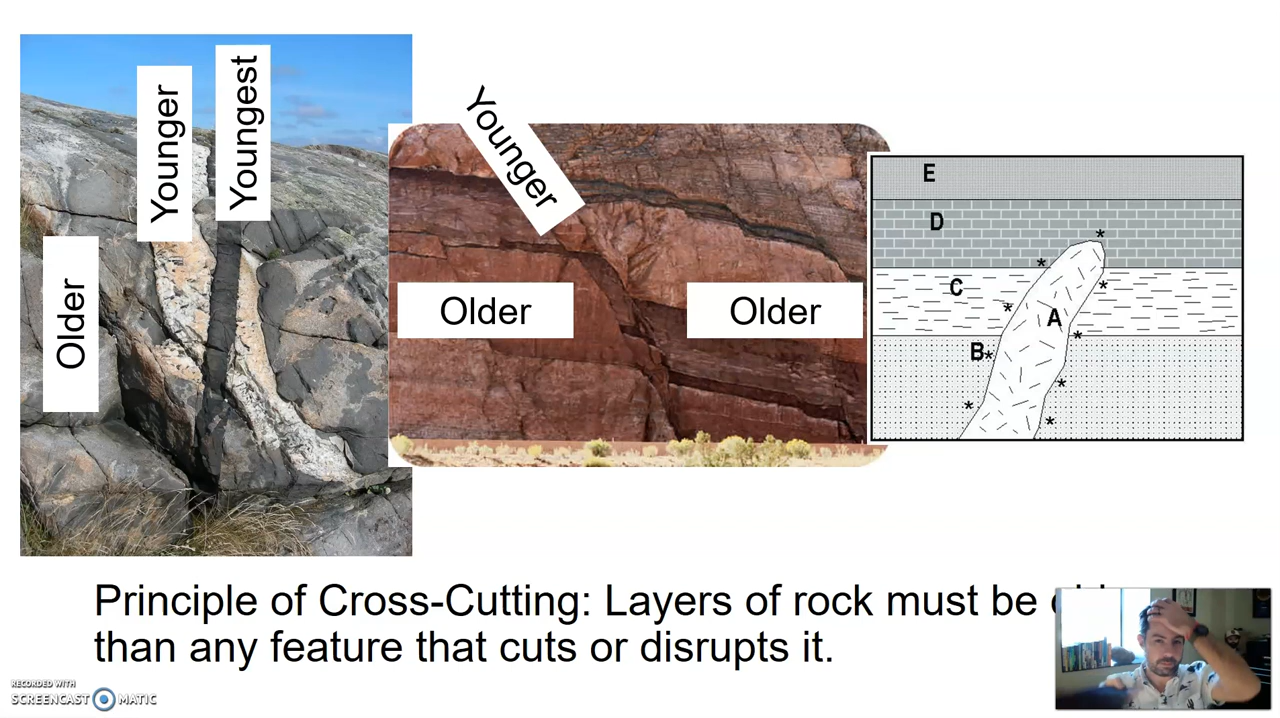 Older
Younger
Youngest
Younger
Older
Older
E
D
C
A
B
Principle of Cross-Cutting: Layers of rock must be
than any feature that cuts or disrupts it.
RECORDED WITH
SCREENCAST MATIC